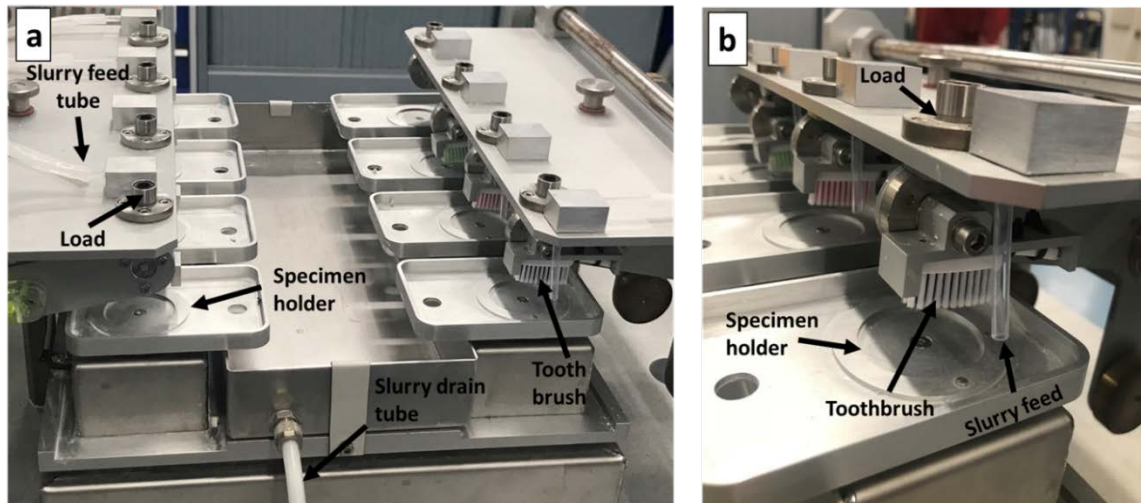 a
Slurry feed
tube
Load
Specimen
holder
Slurry drain
tube
Tooth
brush
b
Load
Specimen
holder
Toothbrush
Slurry feed